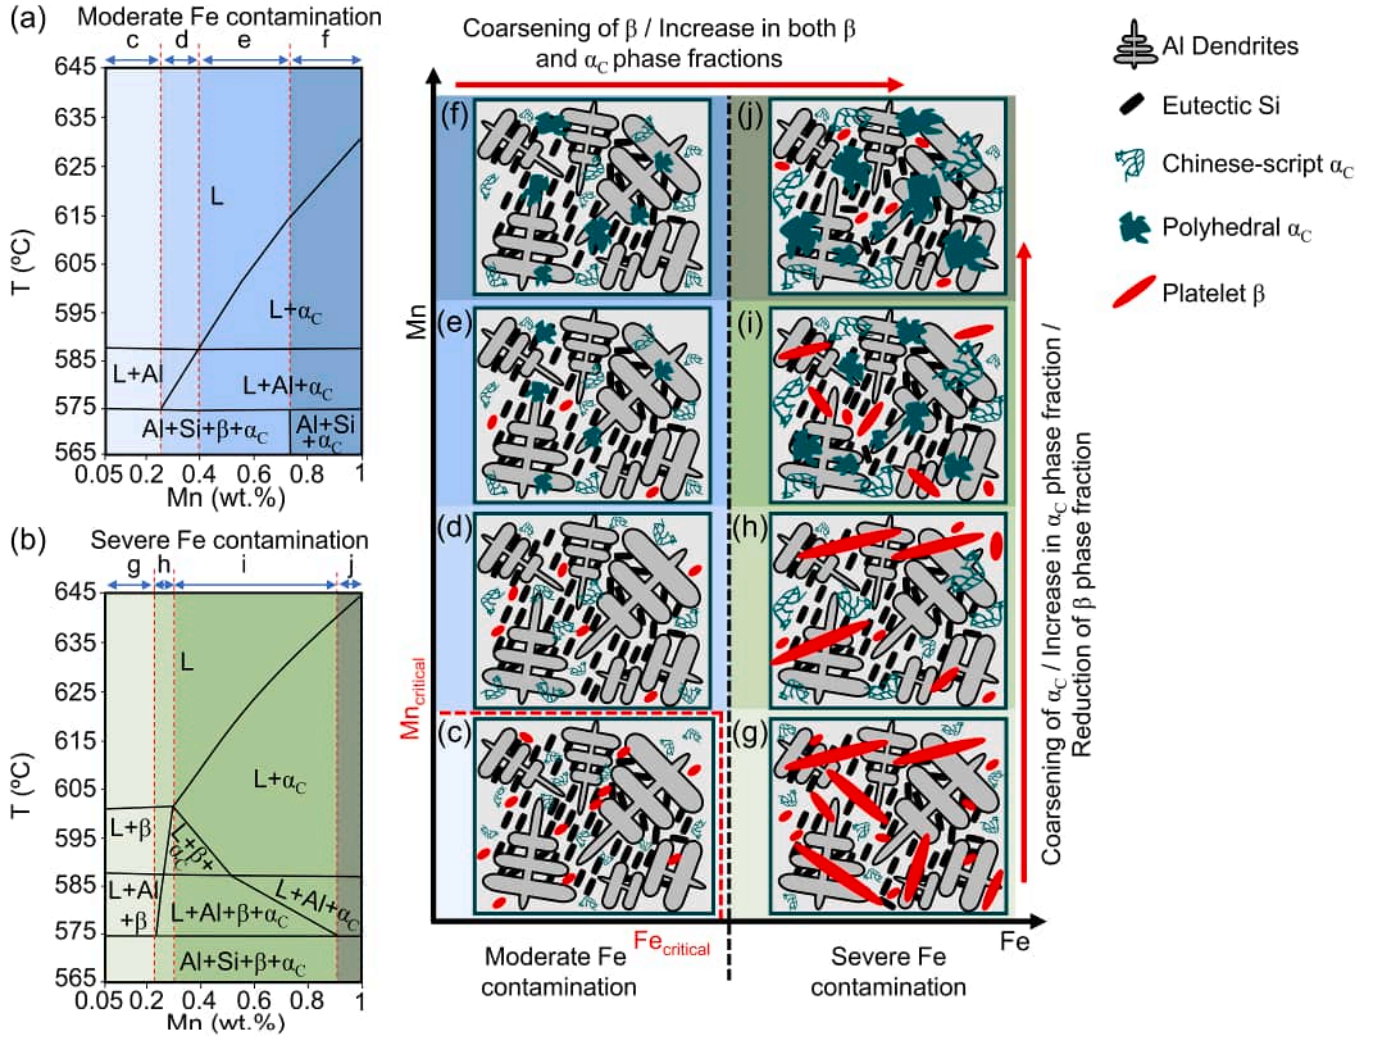 (a)
Moderate Fe contamination
c d e f
645
635
625
615
605
595
585
575
565
T (ºC)
L
L+αC
L+Al
L+Al+αC
Al+Si+β+αC
Al+Si
+αC
0.05 0.2 0.4 0.6 0.8 1
Mn (wt.%)
(b)
Severe Fe contamination
g h i j
645
635
625
615
605
595
585
575
565
T (ºC)
L
L+αC
L+β
L+β+
αC
L+Al
+β
L+Al+αC
L+Al+β+αC
Al+Si+β+αC
0.05 0.2 0.4 0.6 0.8 1
Mn (wt.%)
Coarsening of β / Increase in both β
and αC phase fractions
(f)
(j)
(e)
(i)
(d)
(h)
(c)
(g)
Mn
Mncritical
Fecritical
Fe
Moderate Fe
contamination
Severe Fe
contamination
Coarsening of αC / Increase in αC phase fraction /
Reduction of β phase fraction
Al Dendrites
Eutectic Si
Chinese-script αC
Polyhedral αC
Platelet β